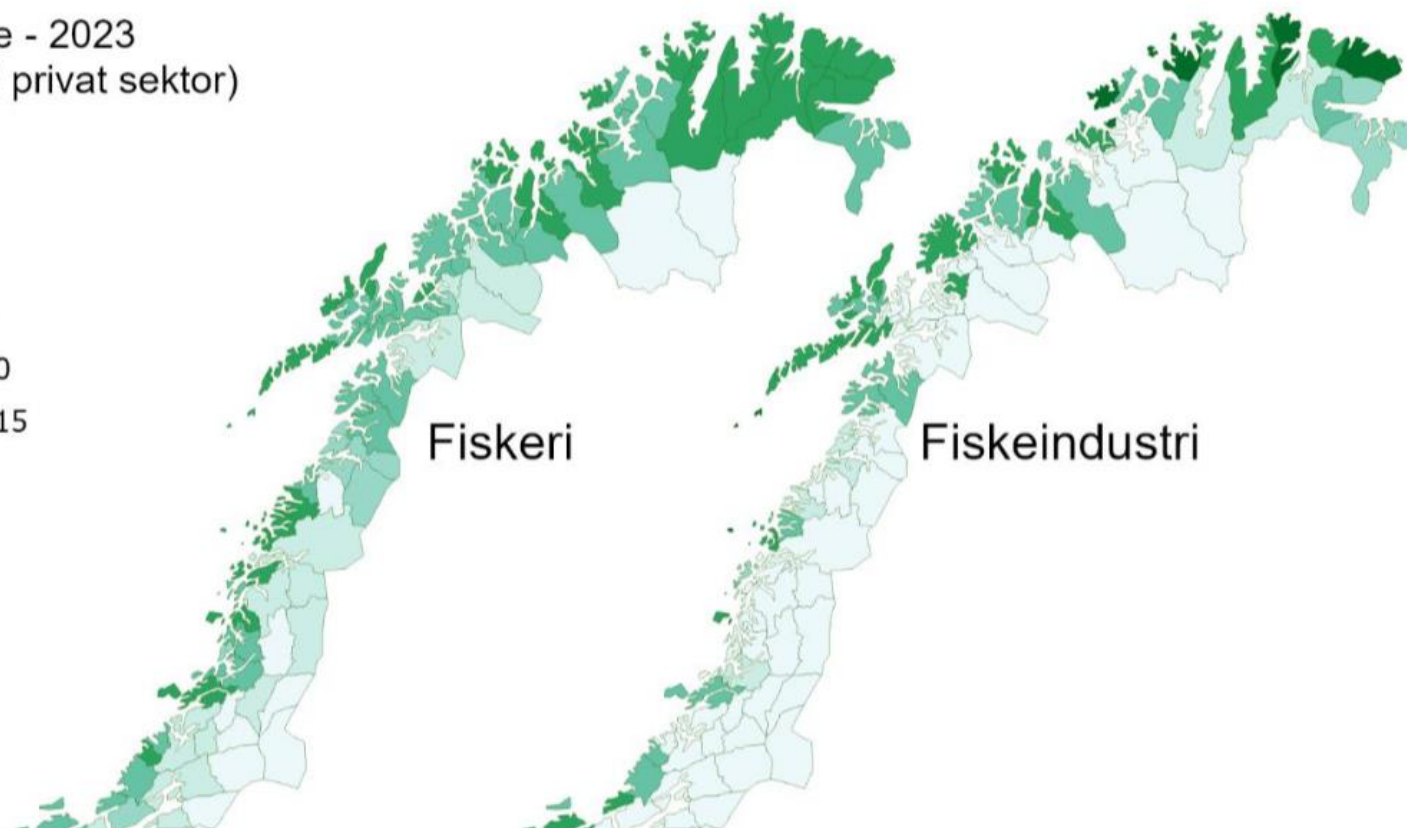 e - 2023
privat sektor)
0
15
Fiskeri
Fiskeindustri